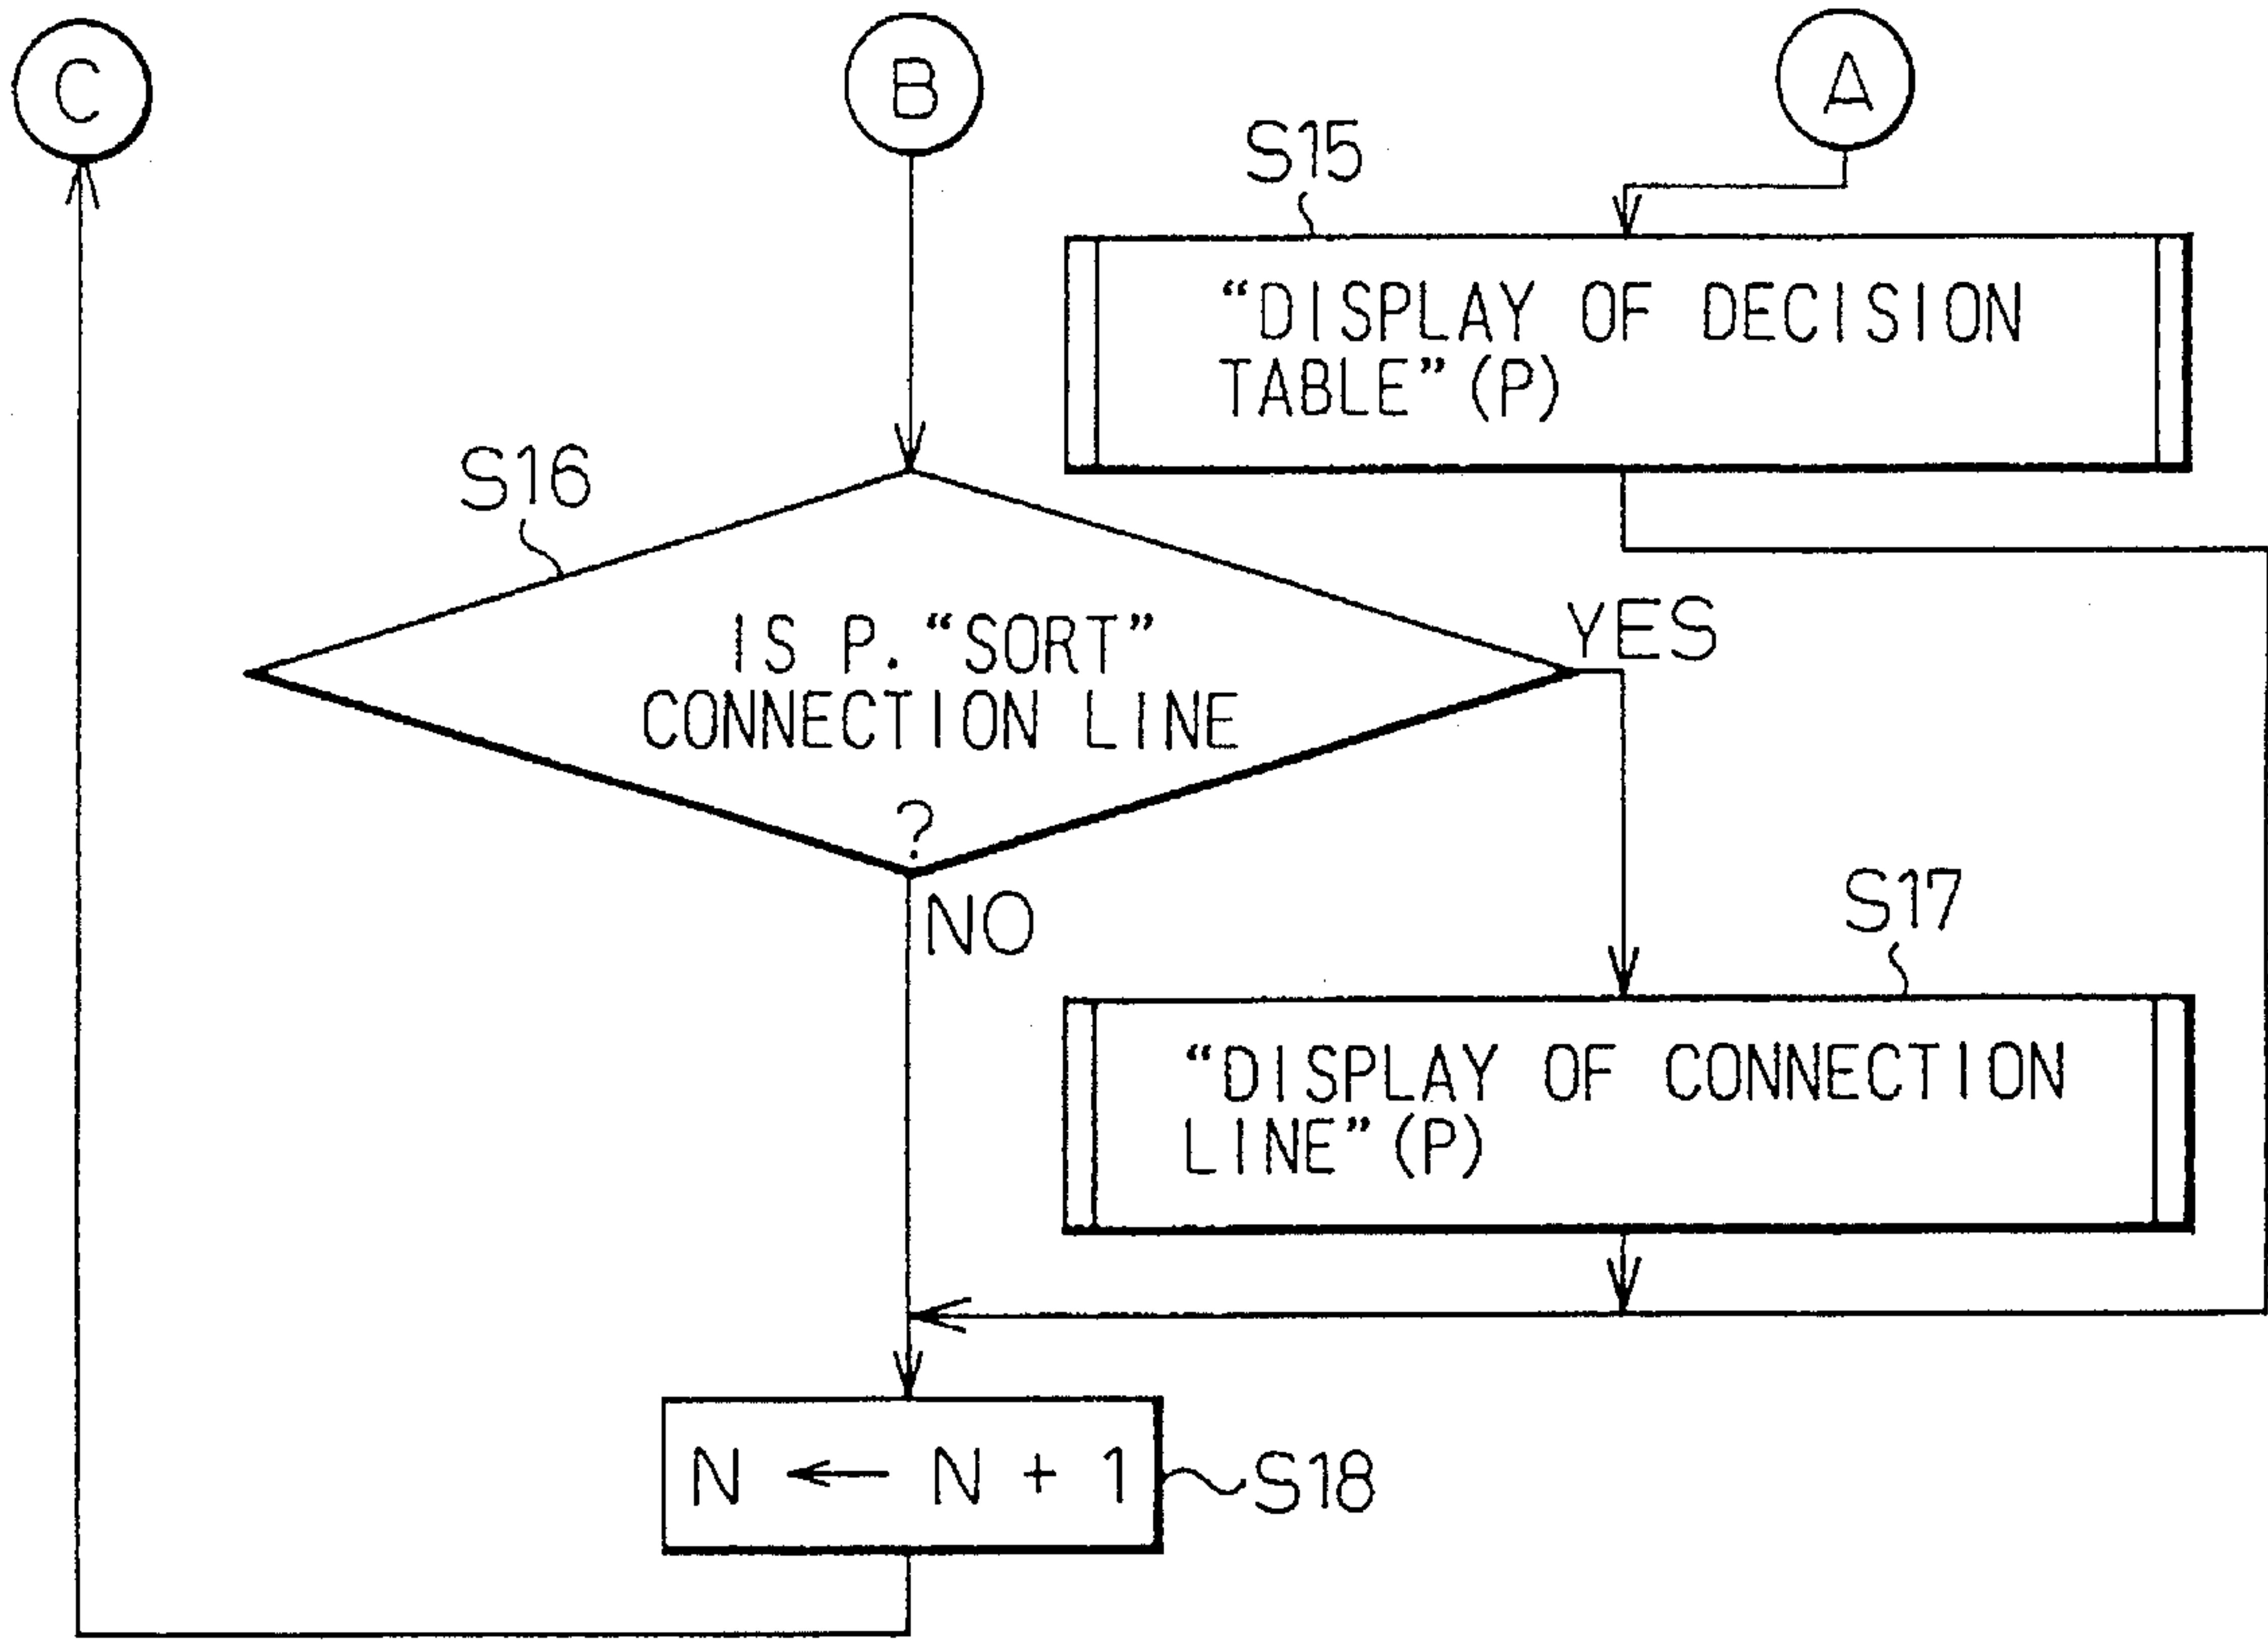 C
B
A
S15
“DISPLAY OF DECISION
TABLE”(P)
S16
IS P. “SORT”
CONNECTION LINE
?
YES
NO
S17
“DISPLAY OF CONNECTION
LINE”(P)
N ← N + 1
S18